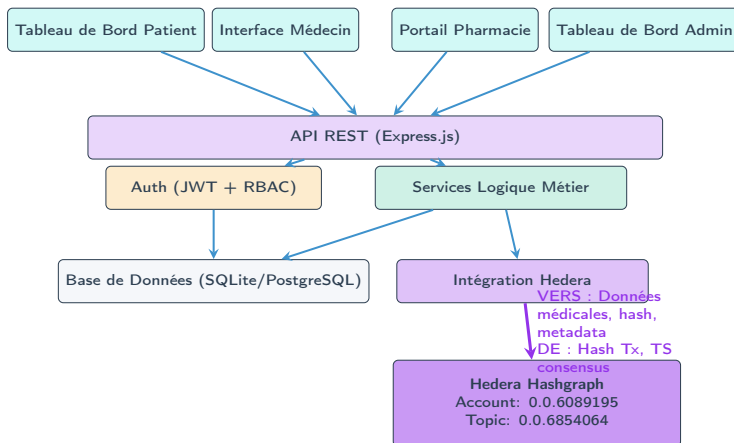 Tableau de Bord Patient
Interface Médecin
Portail Pharmacie
Tableau de Bord Admin
API REST (Express.js)
Auth (JWT + RBAC)
Services Logique Métier
Base de Données (SQLite/PostgreSQL)
Intégration Hedera
VERS : Données
médicales, hash,
metadata
DE : Hash Tx, TS
consensus
Hedera Hashgraph
Account: 0.0.6089195
Topic: 0.0.6854064